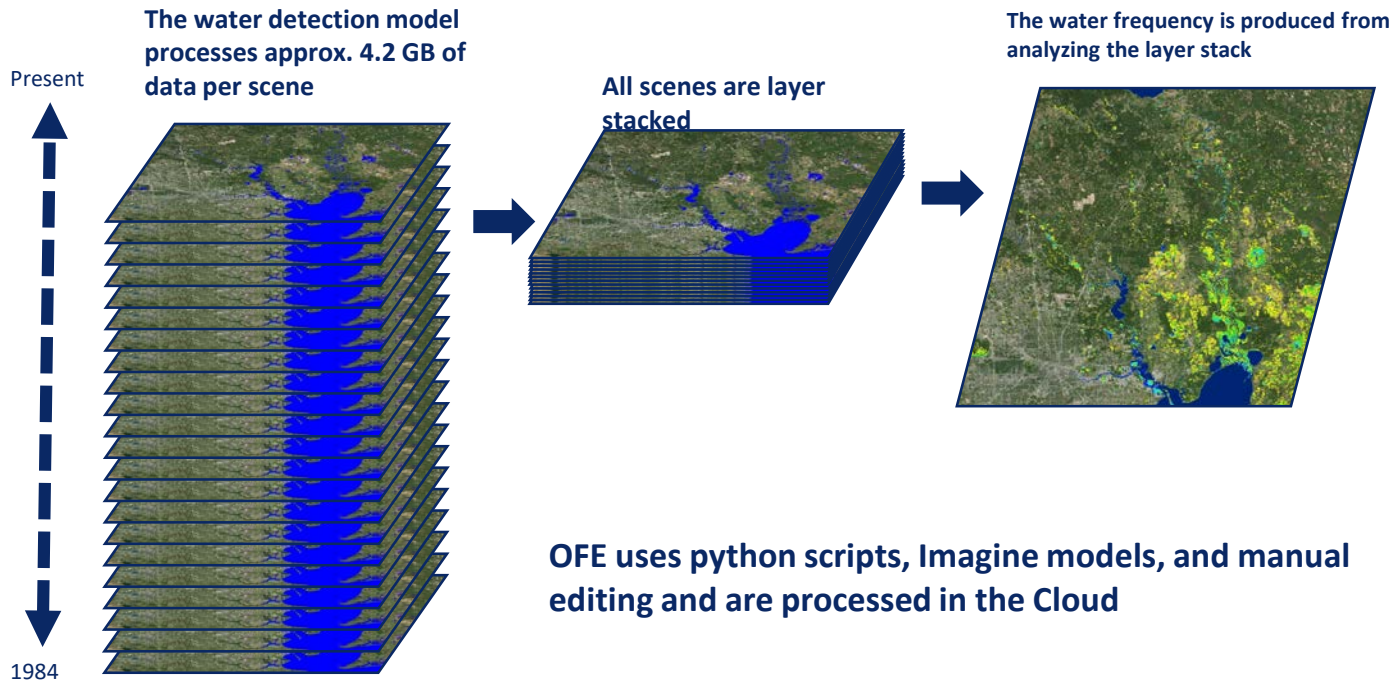 The water detection model
processes approx. 4.2 GB of
data per scene
The water frequency is produced from
analyzing the layer stack
Present
All scenes are layer
stacked
OFE uses python scripts, Imagine models, and manual
editing and are processed in the Cloud
1984